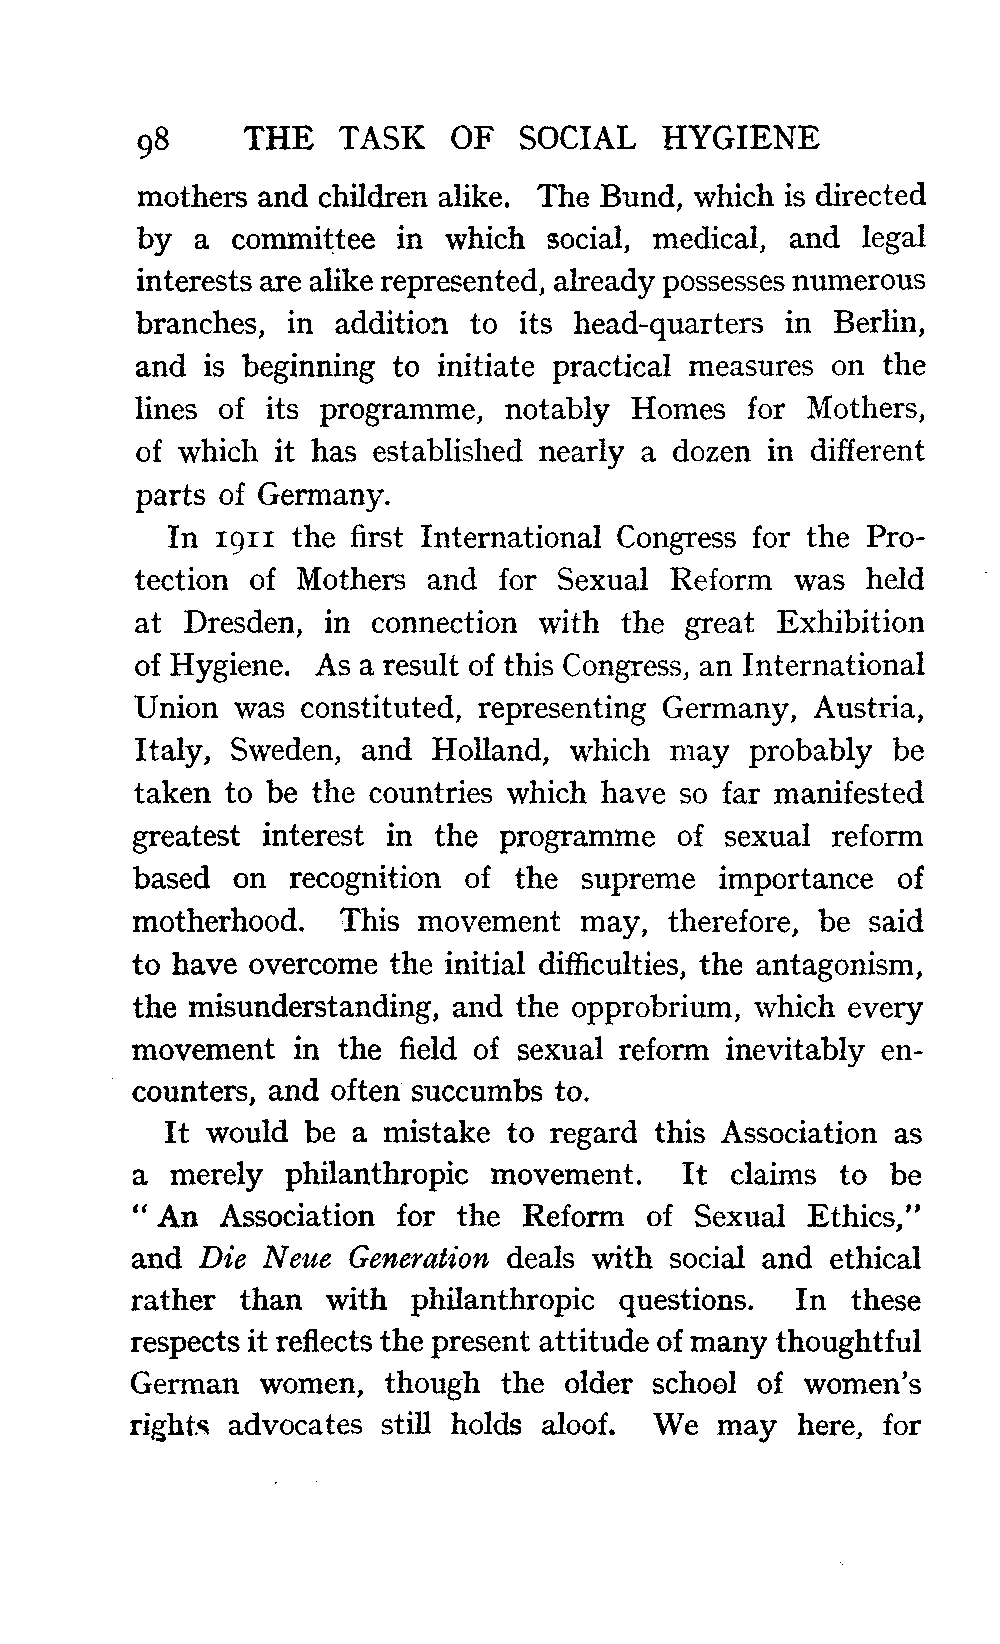 98 THE TASK OF SOCIAL HYGIENE
mothers and children alike. The Bund, which is directed
by a committee in which social, medical, and legal
interests are alike represented, already possesses numerous
branches, in addition to its head-quarters in Berlin,
and is beginning to initiate practical measures on the
lines of its programme, notably Homes for Mothers,
of which it has established nearly a dozen in different
parts of Germany.
In 1911 the first International Congress for the Pro-
tection of Mothers and for Sexual Reform was held
at Dresden, in connection with the great Exhibition
of Hygiene. As a result of this Congress, an International
Union was constituted, representing Germany, Austria,
Italy, Sweden, and Holland, which may probably be
taken to be the countries which have so far manifested
greatest interest in the programme of sexual reform
based on recognition of the supreme importance of
motherhood. This movement may, therefore, be said
to have overcome the initial difficulties, the antagonism,
the misunderstanding, and the opprobrium, which every
movement in the field of sexual reform inevitably en-
counters, and often succumbs to.
It would be a mistake to regard this Association as
a merely philanthropic movement. It claims to be
“ An Association for the Reform of Sexual Ethics,”
and Die Neue Generation deals with social and ethical
rather than with philanthropic questions. In these
respects it reflects the present attitude of many thoughtful
German women, though the older school of women's
rights advocates still holds aloof. We may here, for